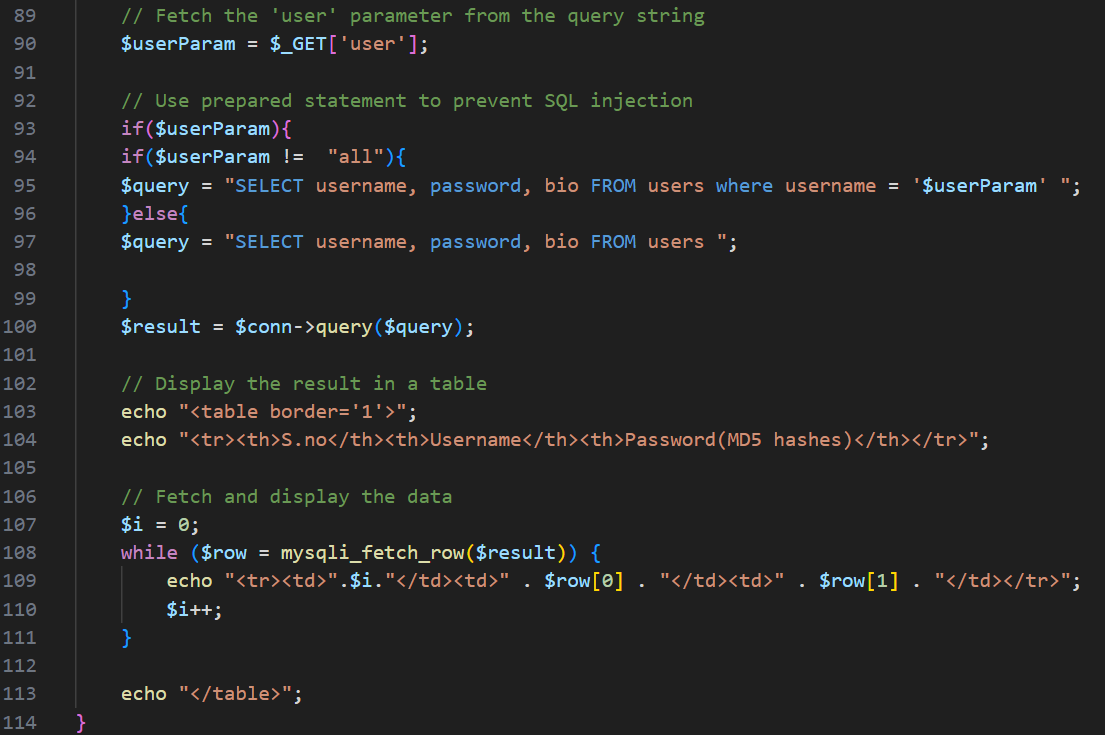 89 // Fetch the 'user' parameter from the query string
90 $userParam = $_GET['user'];
91
92 // Use prepared statement to prevent SQL injection
93 if($userParam){
94 if($userParam !=  "all"){
95 $query = "SELECT username, password, bio FROM users where username = '$userParam' ";
96 }else{
97 $query = "SELECT username, password, bio FROM users ";
98
99 }
100 $result = $conn->query($query);
101
102 // Display the result in a table
103 echo "<table border='1'>";
104 echo "<tr><th>S.no</th><th>Username</th><th>Password(MD5 hashes)</th></tr>";
105
106 // Fetch and display the data
107 $i = 0;
108 while ($row = mysqli_fetch_row($result)) {
109     echo "<tr><td>".$i."</td><td>" . $row[0] . "</td><td>" . $row[1] . "</td></tr>";
110     $i++;
111 }
112
113 echo "</table>";
114 }